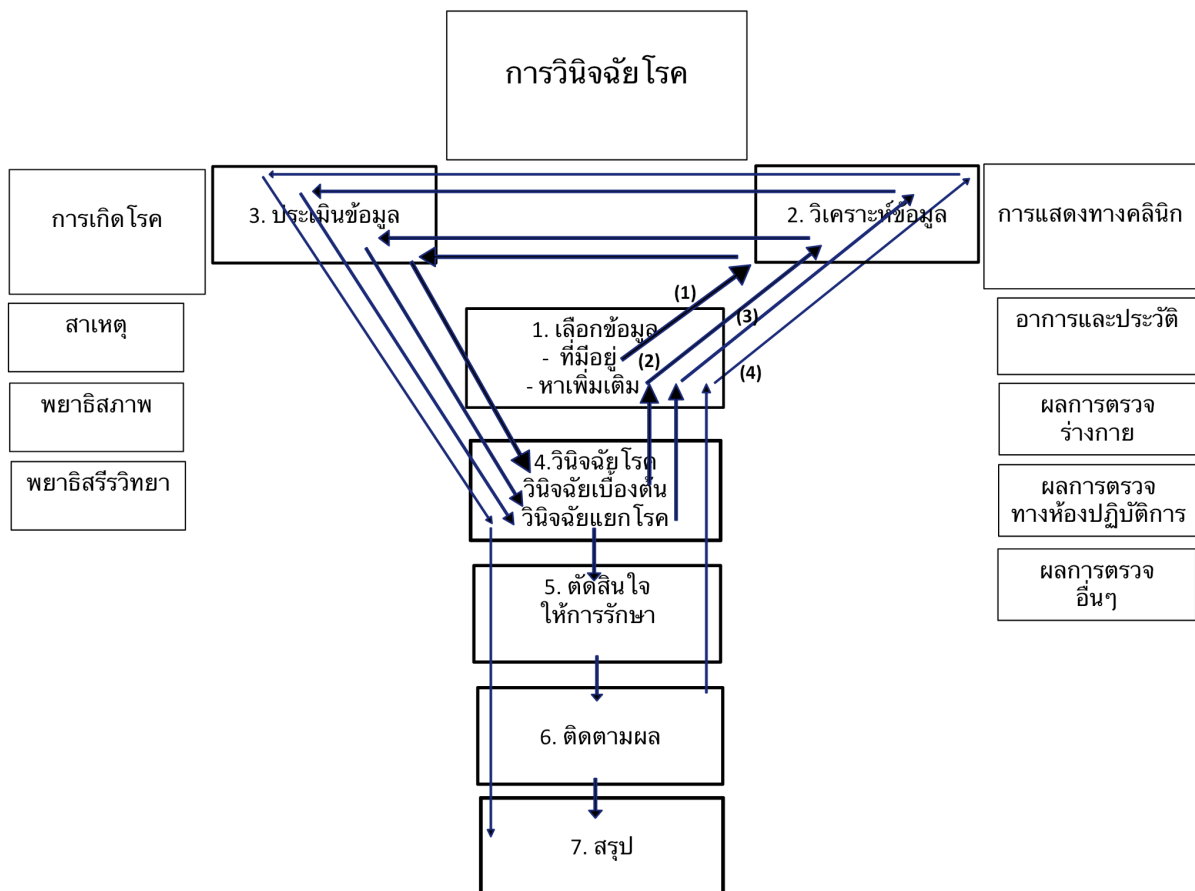 การวินิจฉัยโรค
การเกิดโรค
3. ประเมินข้อมูล
2. วิเคราะห์ข้อมูล
การแสดงทางคลินิก
(1)
(3)
(2)
(4)
1. เลือกข้อมูล
- ที่มีอยู่
- หาเพิ่มเติม
สาเหตุ
พยาธิสภาพ
พยาธิสรีรวิทยา
อาการและประวัติ
ผลการตรวจ
ร่างกาย
ผลการตรวจ
ทางห้องปฏิบัติการ
ผลการตรวจ
อื่นๆ
4.วินิจฉัยโรค
วินิจฉัยเบื้องต้น
วินิจฉัยแยกโรค
5. ตัดสินใจ
ให้การรักษา
6. ติดตามผล
7. สรุป